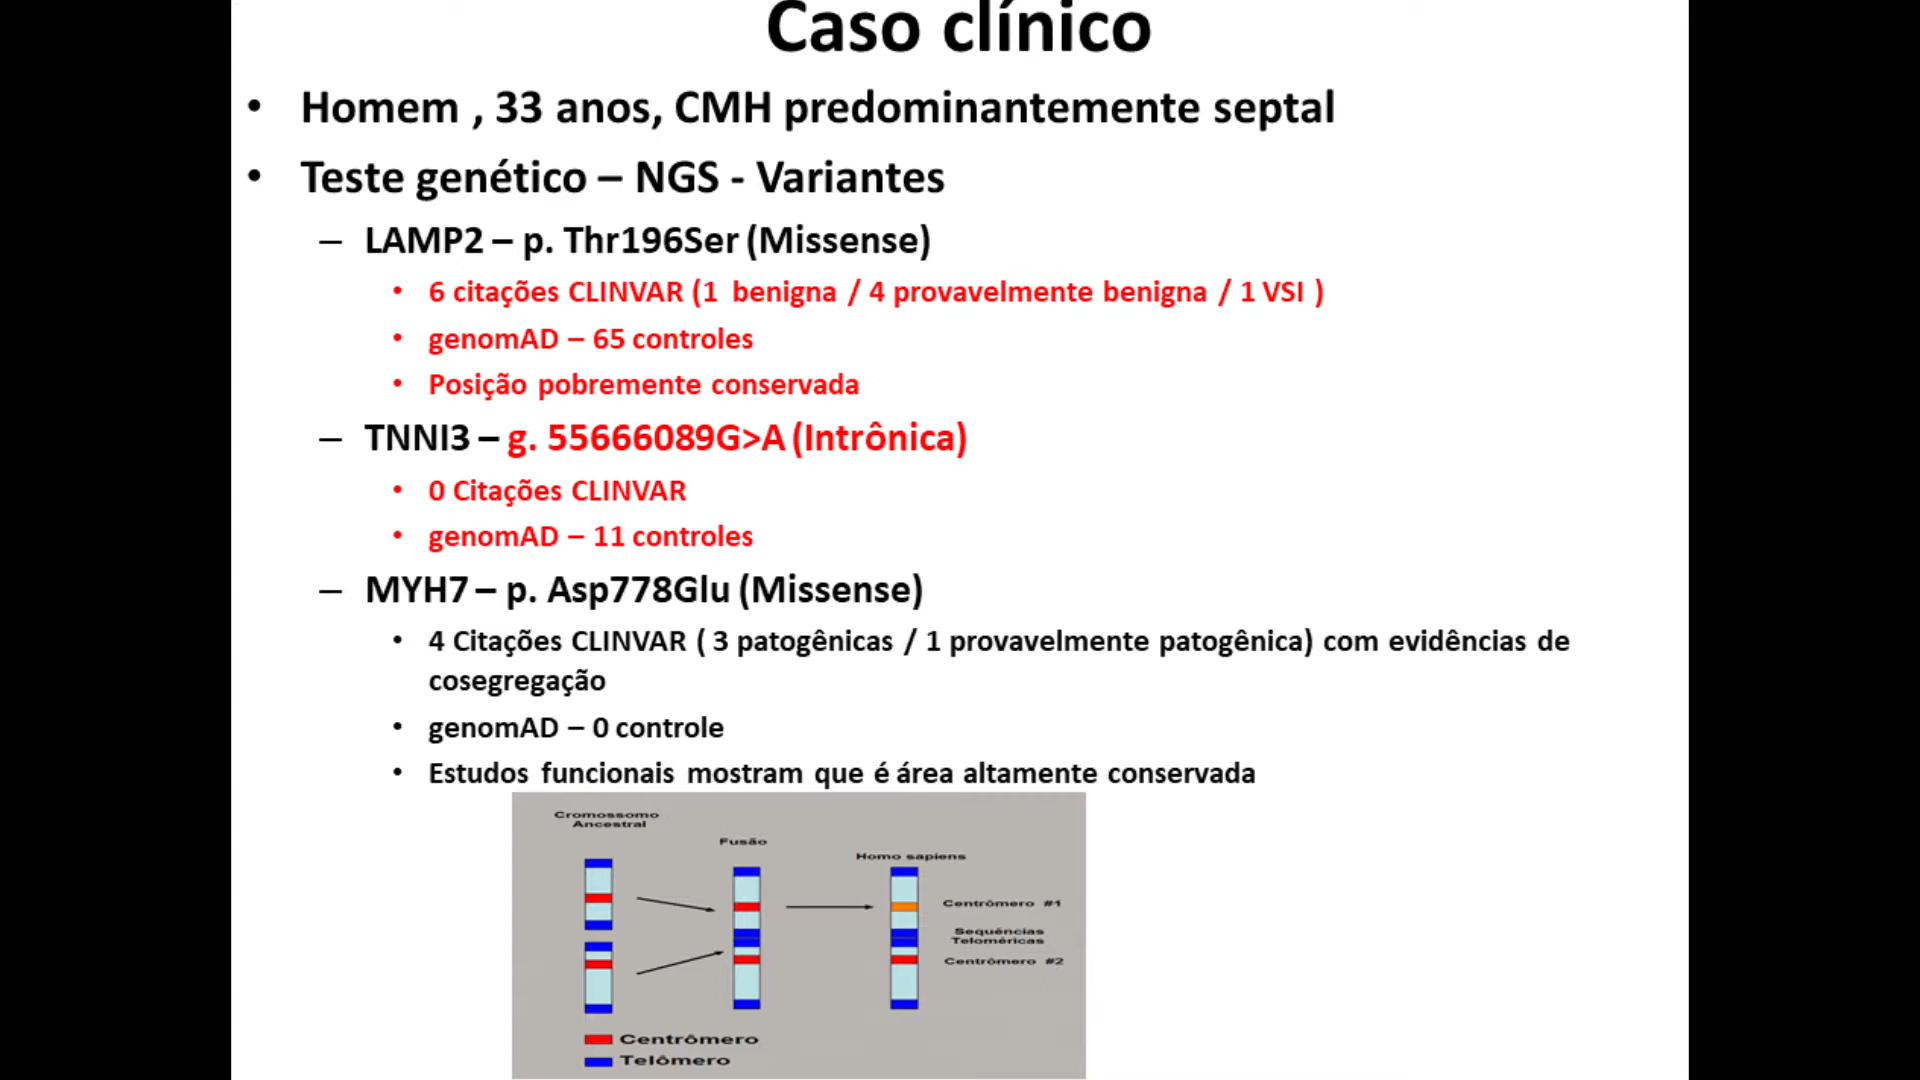 Caso clínico
• Homem , 33 anos, CMH predominantemente septal
• Teste genético – NGS - Variantes
– LAMP2 – p. Thr196Ser (Missense)
• 6 citações CLINVAR (1 benigna / 4 provavelmente benigna / 1 VSI )
• genomAD – 65 controles
• Posição pobremente conservada
– TNNI3 – g. 55666089G>A (Intrônica)
• 0 Citações CLINVAR
• genomAD – 11 controles
– MYH7 – p. Asp778Glu (Missense)
• 4 Citações CLINVAR ( 3 patogênicas / 1 provavelmente patogênica) com evidências de
cosegregação
• genomAD – 0 controle
• Estudos funcionais mostram que é área altamente conservada
Cromossomo
Ancestral
Fusão
Homo sapiens
Centrômero #1
Sequências
Teloméricas
Centrômero #2
Centrômero
Telômero